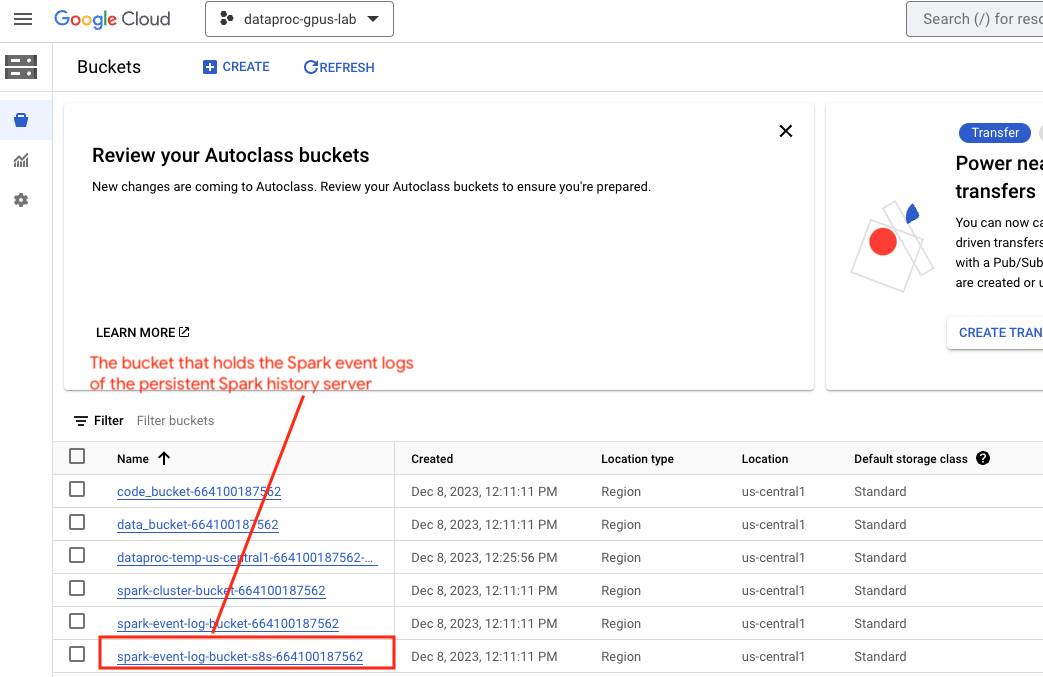 Google Cloud
dataproc-gpus-lab
Search (/) for reso
Buckets
CREATE
REFRESH
Review your Autoclass buckets
New changes are coming to Autoclass. Review your Autoclass buckets to ensure you're prepared.
LEARN MORE
Transfer
Power nea
transfers
You can now ca
driven transfers
with a Pub/Sub
are created or u
CREATE TRAN
The bucket that holds the Spark event logs
of the persistent Spark history server
Filter Filter buckets
Name Created Location type Location Default storage class ?
code_bucket-664100187562 Dec 8, 2023, 12:11:11 PM Region us-central1 Standard
data_bucket-664100187562 Dec 8, 2023, 12:11:11 PM Region us-central1 Standard
dataproc-temp-us-central1-664100187562-... Dec 8, 2023, 12:25:56 PM Region us-central1 Standard
spark-cluster-bucket-664100187562 Dec 8, 2023, 12:11:11 PM Region us-central1 Standard
spark-event-log-bucket-664100187562 Dec 8, 2023, 12:11:11 PM Region us-central1 Standard
spark-event-log-bucket-s8s-664100187562 Dec 8, 2023, 12:11:11 PM Region us-central1 Standard